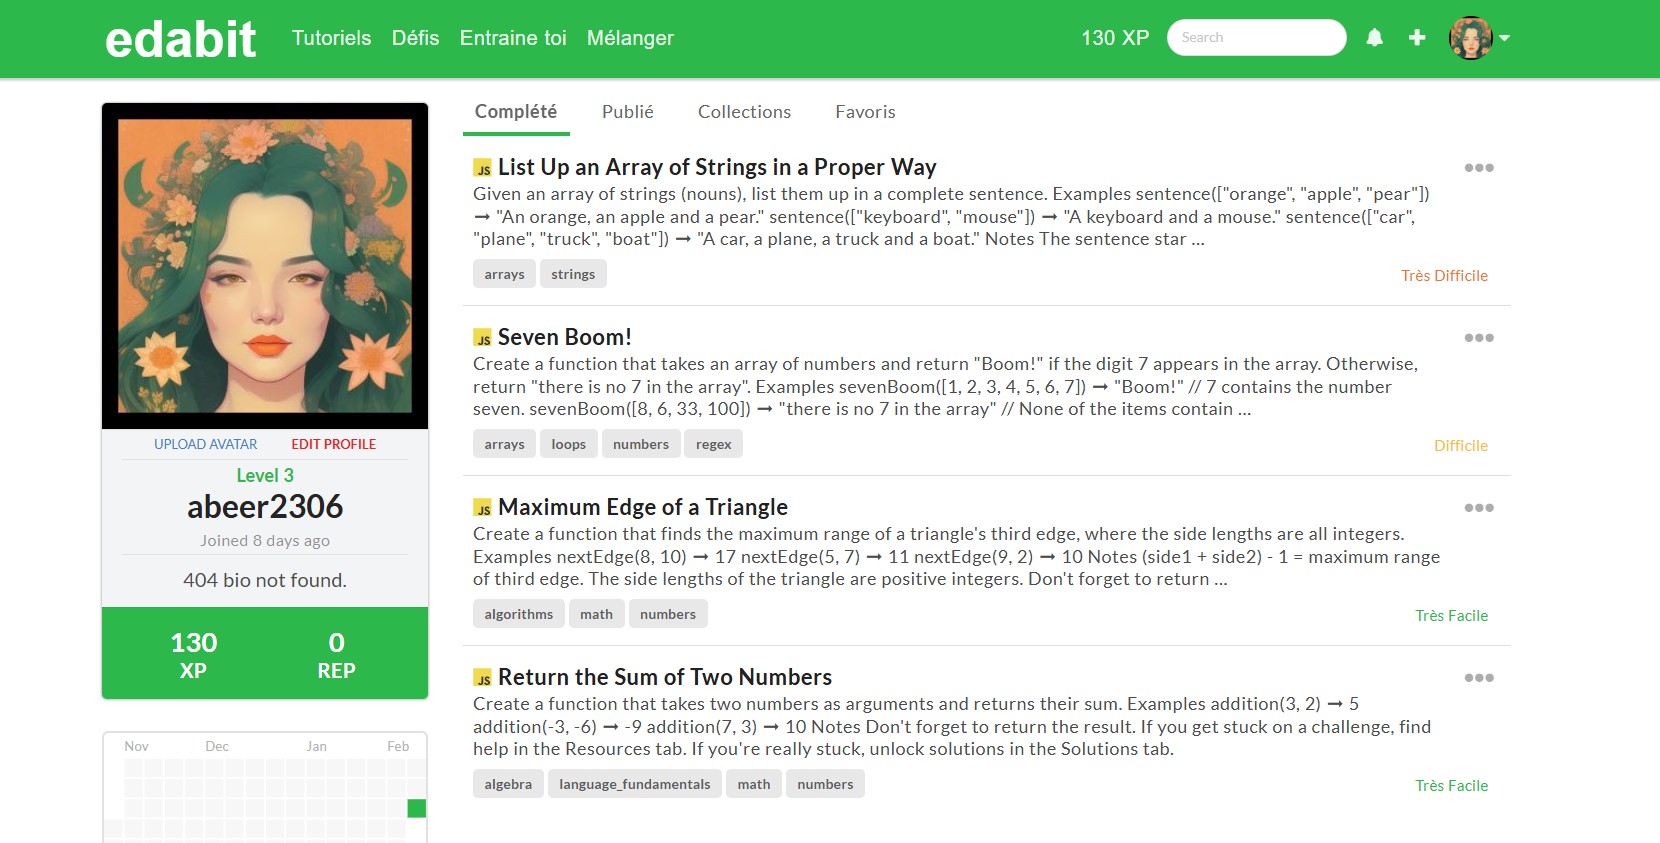 edabit
Tutoriels Défis Entraine toi Mélanger
130 XP
Search
Complété Publié Collections Favoris
UPLOAD AVATAR EDIT PROFILE
Level 3
abeer2306
Joined 8 days ago
404 bio not found.
130
XP
0
REP
Nov Dec Jan Feb
JS List Up an Array of Strings in a Proper Way
Given an array of strings (nouns), list them up in a complete sentence. Examples sentence(["orange", "apple", "pear"])
➞ "An orange, an apple and a pear." sentence(["keyboard", "mouse"]) ➞ "A keyboard and a mouse." sentence(["car",
"plane", "truck", "boat"]) ➞ "A car, a plane, a truck and a boat." Notes The sentence star ...
arrays strings
Très Difficile
JS Seven Boom!
Create a function that takes an array of numbers and return "Boom!" if the digit 7 appears in the array. Otherwise,
return "there is no 7 in the array". Examples sevenBoom([1, 2, 3, 4, 5, 6, 7]) ➞ "Boom!" // 7 contains the number
seven. sevenBoom([8, 6, 33, 100]) ➞ "there is no 7 in the array" // None of the items contain ...
arrays loops numbers regex
Difficile
JS Maximum Edge of a Triangle
Create a function that finds the maximum range of a triangle's third edge, where the side lengths are all integers.
Examples nextEdge(8, 10) ➞ 17 nextEdge(5, 7) ➞ 11 nextEdge(9, 2) ➞ 10 Notes (side1 + side2) - 1 = maximum range
of third edge. The side lengths of the triangle are positive integers. Don't forget to return ...
algorithms math numbers
Très Facile
JS Return the Sum of Two Numbers
Create a function that takes two numbers as arguments and returns their sum. Examples addition(3, 2) ➞ 5
addition(-3, -6) ➞ -9 addition(7, 3) ➞ 10 Notes Don't forget to return the result. If you get stuck on a challenge, find
help in the Resources tab. If you're really stuck, unlock solutions in the Solutions tab.
algebra language_fundamentals math numbers
Très Facile